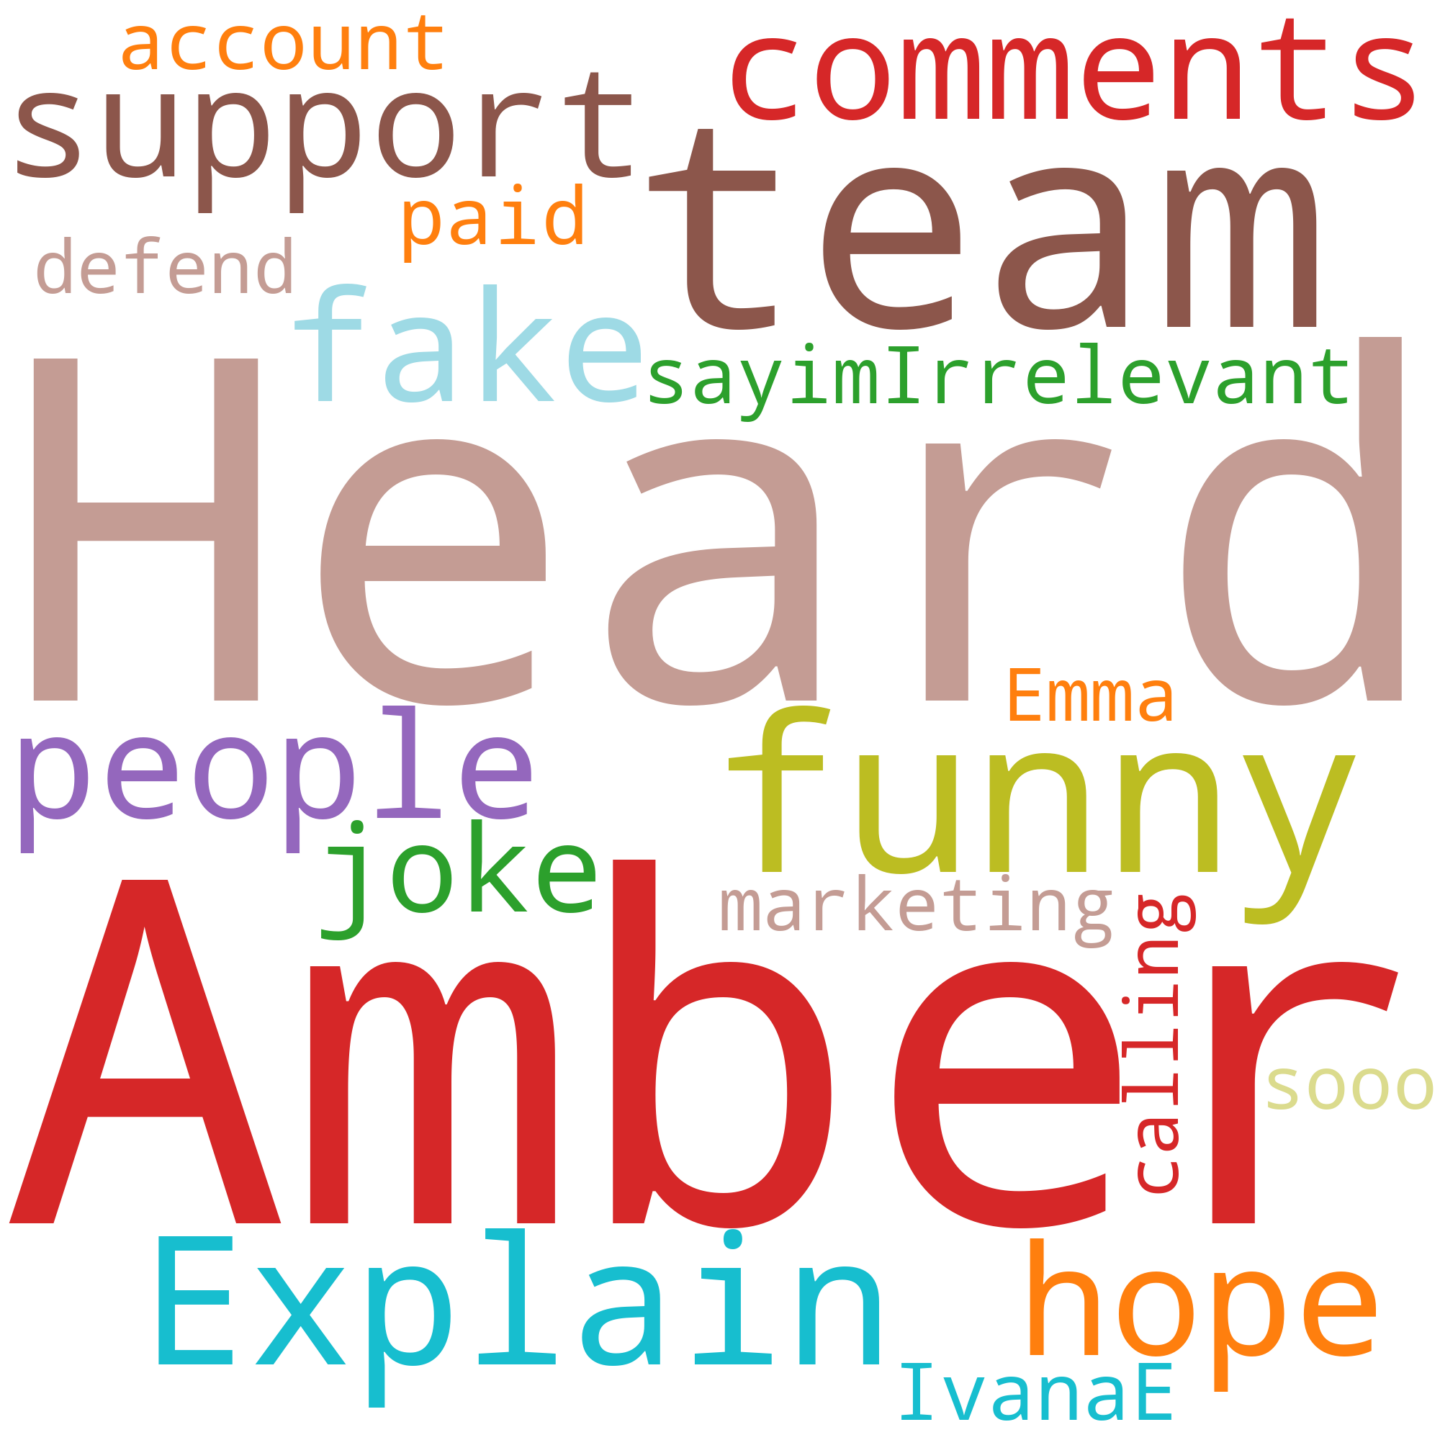 account
comments
support
team
paid
defend
fake
sayimIrrelevant
Heard
Emma
people
funny
joke
marketing
Amber
calling
sooo
Explain
hope
IvanaE